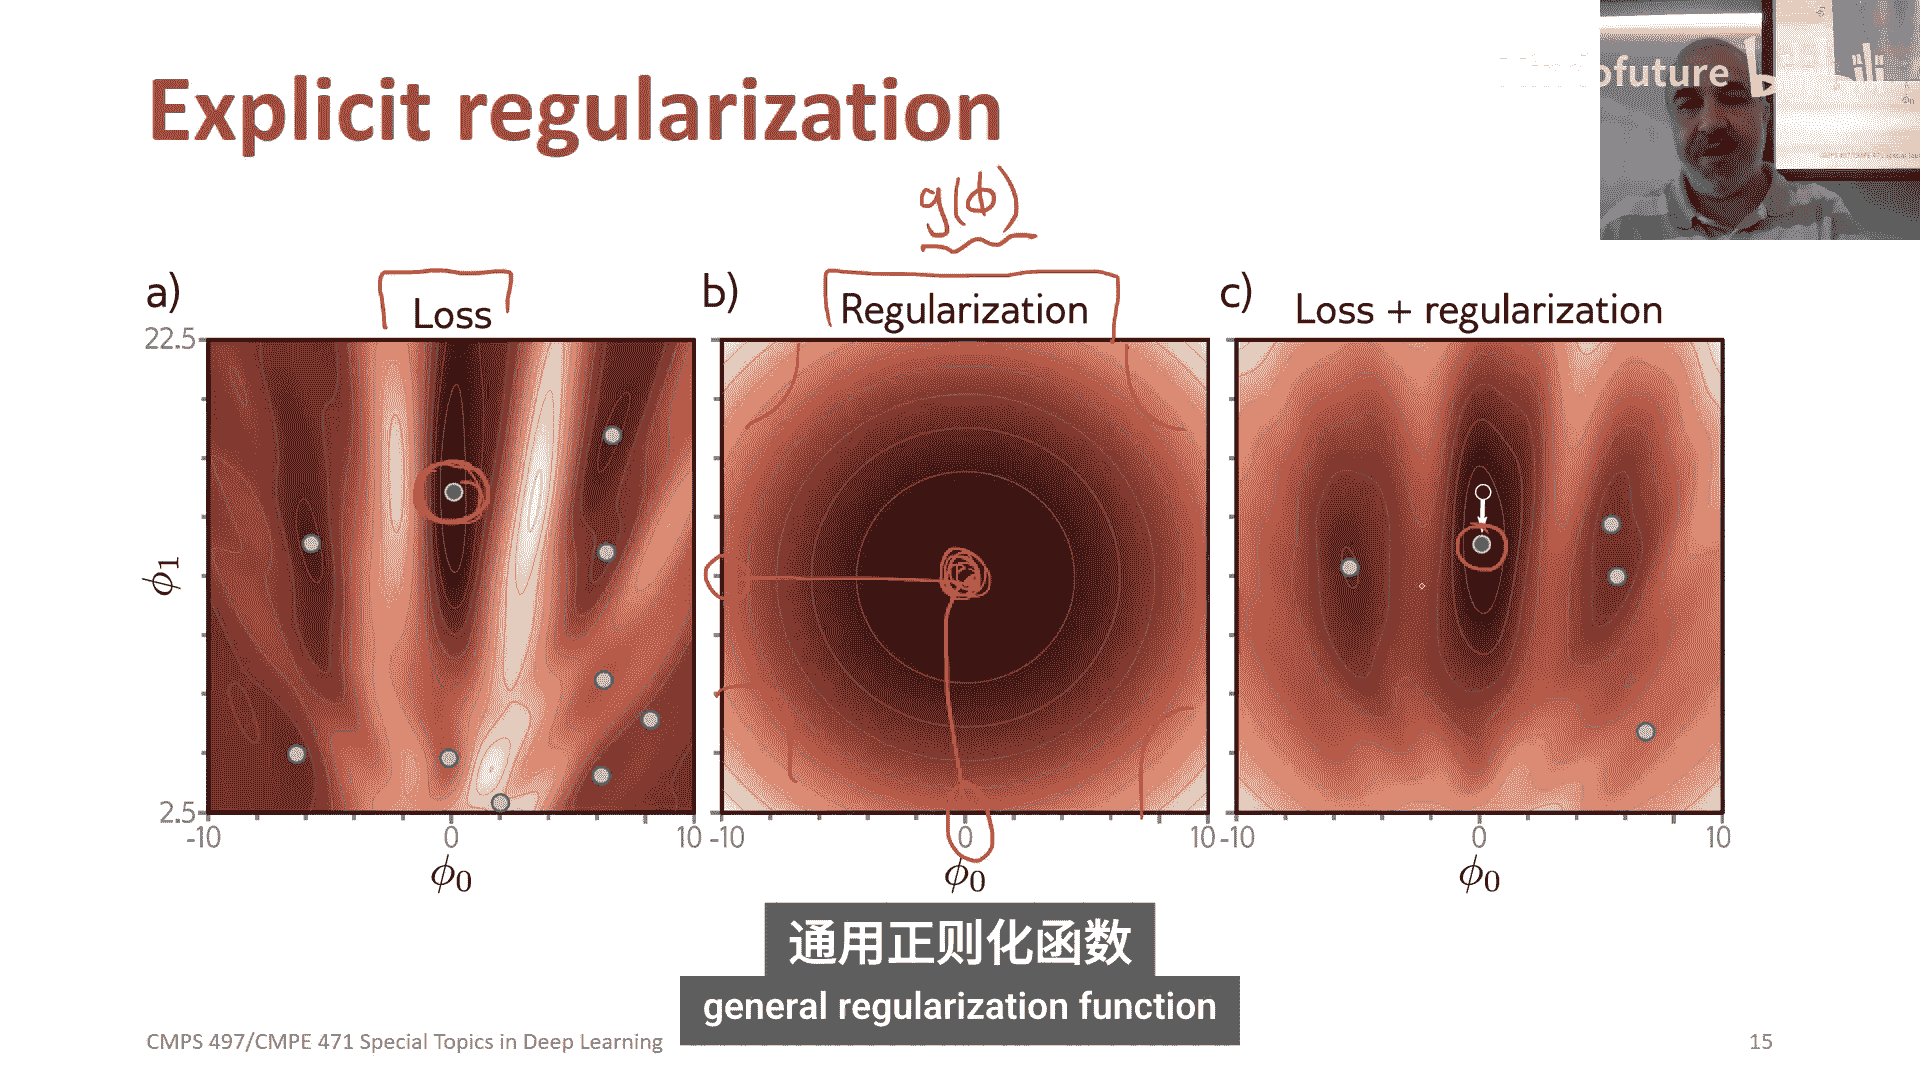 ofuture
Explicit regularization
g(ϕ)
a)
Loss
b)
Regularization
c)
Loss + regularization
22.5
ϕ1
2.5
-10
0
10
-10
0
10
-10
0
10
ϕ0
ϕ0
ϕ0
通用正则化函数
general regularization function
CMPS 497/CMPE 471 Special Topics in Deep Learning
15